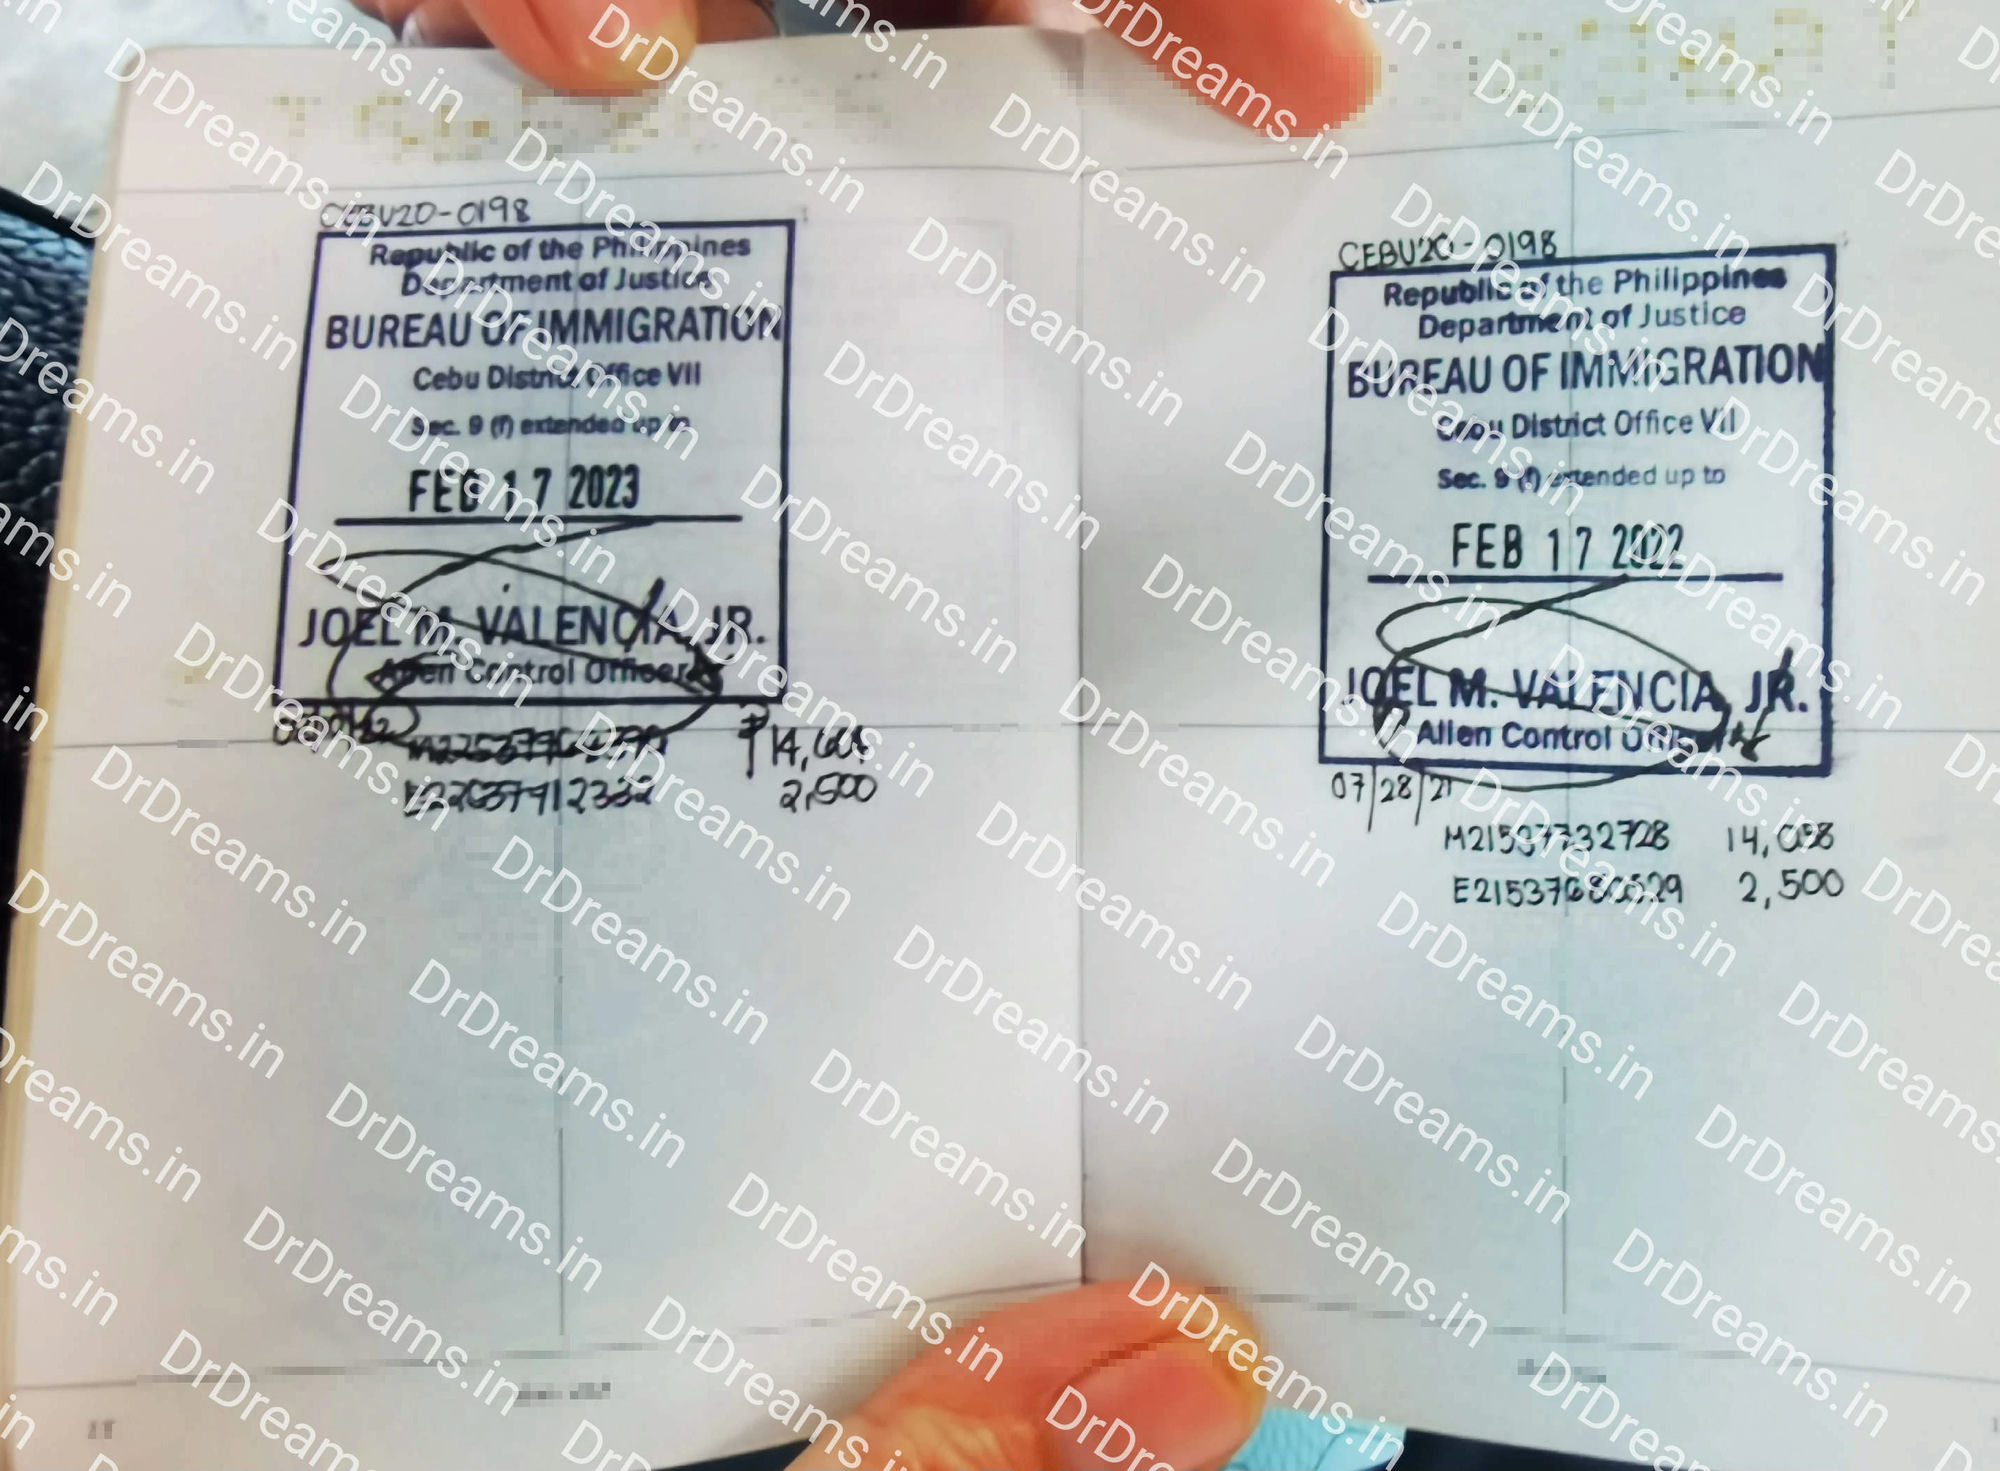 CEBU20-0198
Republic of the Philippines
Department of Justice
BUREAU OF IMMIGRATION
Cebu District Office VII
Sec. 9 (f) extended up to
FEB 17 2023
JOEL M. VALENCIA, JR.
Alien Control Officer
14,
2,500
CEBU20-0198
Republic of the Philippines
Department of Justice
BUREAU OF IMMIGRATION
Cebu District Office VII
Sec. 9 (f) extended up to
FEB 17 2022
JOEL M. VALENCIA, JR.
Alien Control Officer
07/28/21
M21537732728 14,058
2,500
DrDreams.in